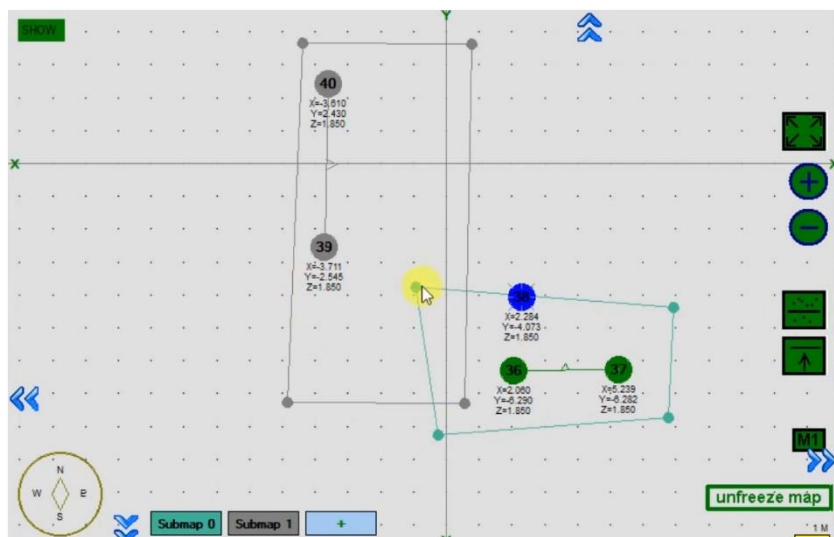 SHOW
Y
40
X=-3.610
Y=2.430
Z=1.850
X
X
39
X=-3.711
Y=-2.545
Z=1.850
38
X=2.284
Y=-4.073
Z=1.850
36
37
X=2.060
Y=-6.290
Z=1.850
X=5.239
Y=-6.282
Z=1.850
M1
N
W
S
unfreeze map
Submap 0
Submap 1
+
1 M